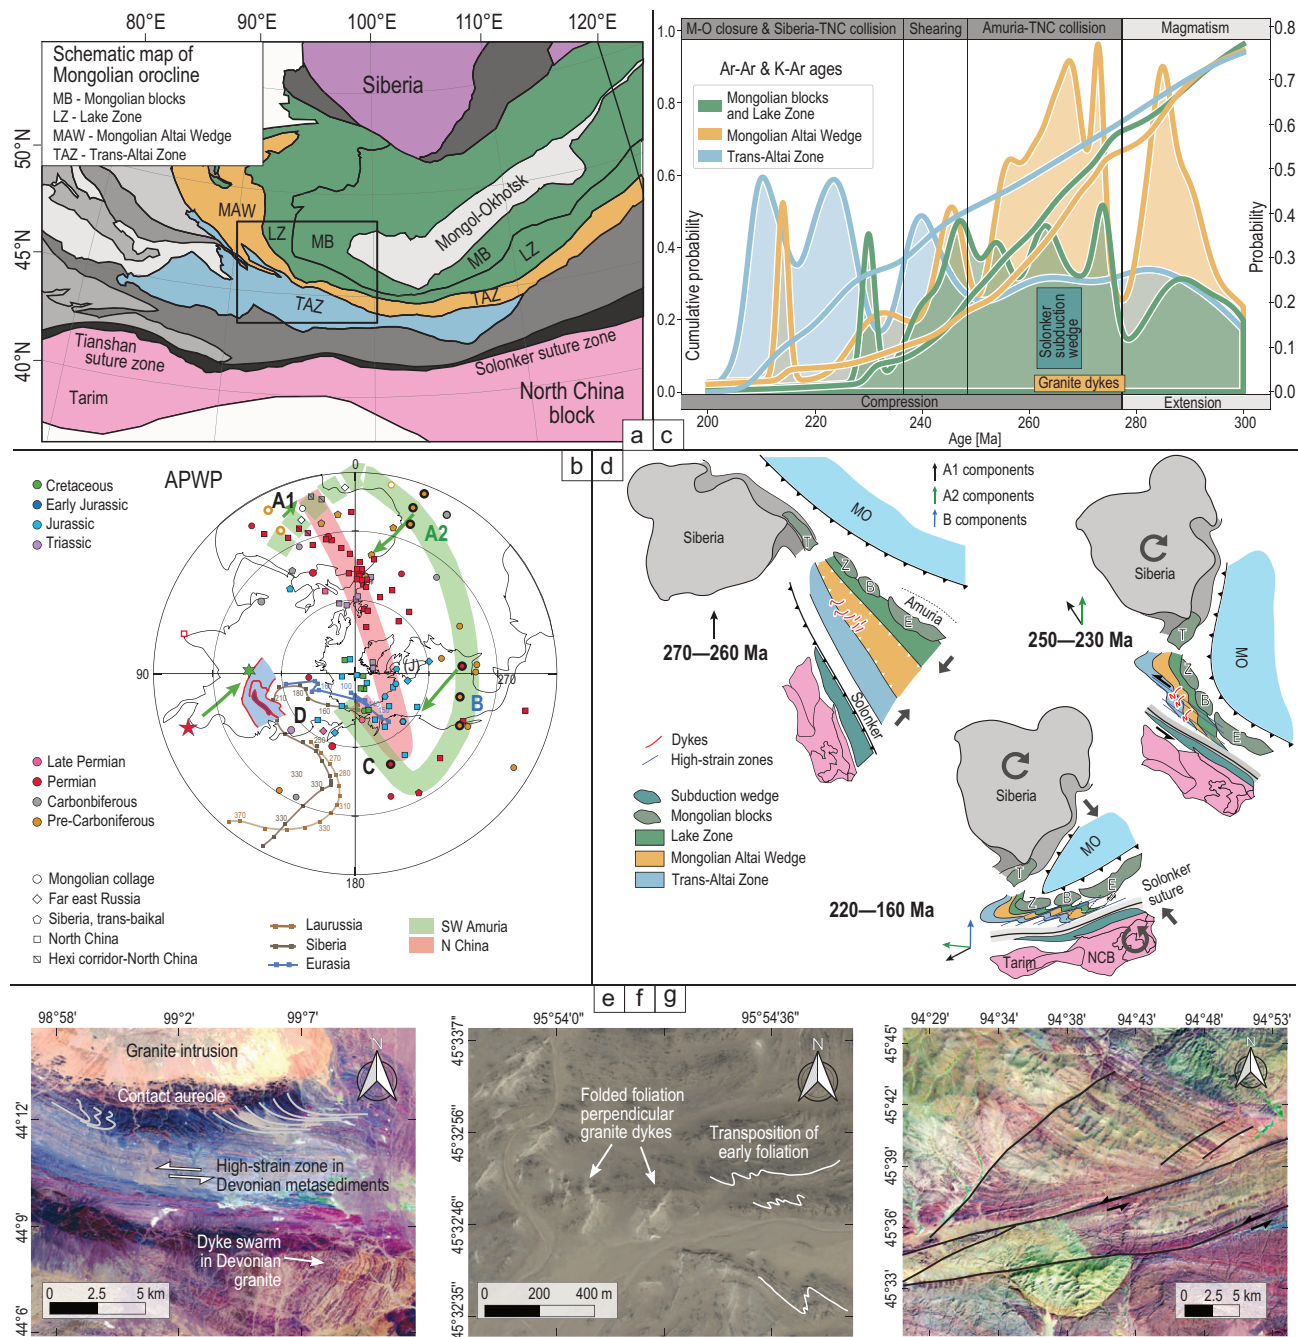 80°E
90°E
100°E
110°E
120°E
50°N
45°N
40°N
Schematic map of
Mongolian orocline
MB - Mongolian blocks
LZ - Lake Zone
MAW - Mongolian Altai Wedge
TAZ - Trans-Altai Zone
Siberia
MAW
LZ
MB
Mongol-Okhotsk
MB
LZ
TAZ
TAZ
Tianshan
suture zone
Solonker suture zone
Tarim
North China
block
a
c
M-O closure & Siberia-TNC collision
Shearing
Amuria-TNC collision
Magmatism
Ar-Ar & K-Ar ages
Mongolian blocks
and Lake Zone
Mongolian Altai Wedge
Trans-Altai Zone
Cumulative probability
1.0
0.8
0.6
0.4
0.2
0.0
Probability
0.8
0.7
0.6
0.5
0.4
0.3
0.2
0.1
0.0
Solonker
subduction
wedge
Granite dykes
Compression
Extension
200
220
240
260
280
300
Age [Ma]
b
d
APWP
0
90
180
270
Cretaceous
Early Jurassic
Jurassic
Triassic
A1
A2
B
C
D
(J)
210
180
160
160
100
250
270
280
310
330
330
330
330
370
Late Permian
Permian
Carbonbiferous
Pre-Carboniferous
Mongolian collage
Far east Russia
Siberia, trans-baikal
North China
Hexi corridor-North China
Laurussia
Siberia
Eurasia
SW Amuria
N China
A1 components
A2 components
B components
Siberia
MO
T
Z
B
E
Amuria
Solonker
270—260 Ma
Siberia
T
MO
Z
B
E
250—230 Ma
Dykes
High-strain zones
Subduction wedge
Mongolian blocks
Lake Zone
Mongolian Altai Wedge
Trans-Altai Zone
Siberia
MO
T
Z
B
E
Solonker
suture
Tarim
NCB
220—160 Ma
e
f
g
98°58'
99°2'
99°7'
44°12'
44°9'
44°6'
Granite intrusion
N
Contact aureole
High-strain zone in
Devonian metasediments
Dyke swarm
in Devonian
granite
0
2.5
5 km
95°54'0"
95°54'36"
45°33'7"
45°32'56"
45°32'46"
45°32'35"
N
Folded foliation
perpendicular
granite dykes
Transposition of
early foliation
0
200
400 m
94°29'
94°34'
94°38'
94°43'
94°48'
94°53'
45°45'
45°42'
45°39'
45°36'
45°33'
N
0
2.5
5 km